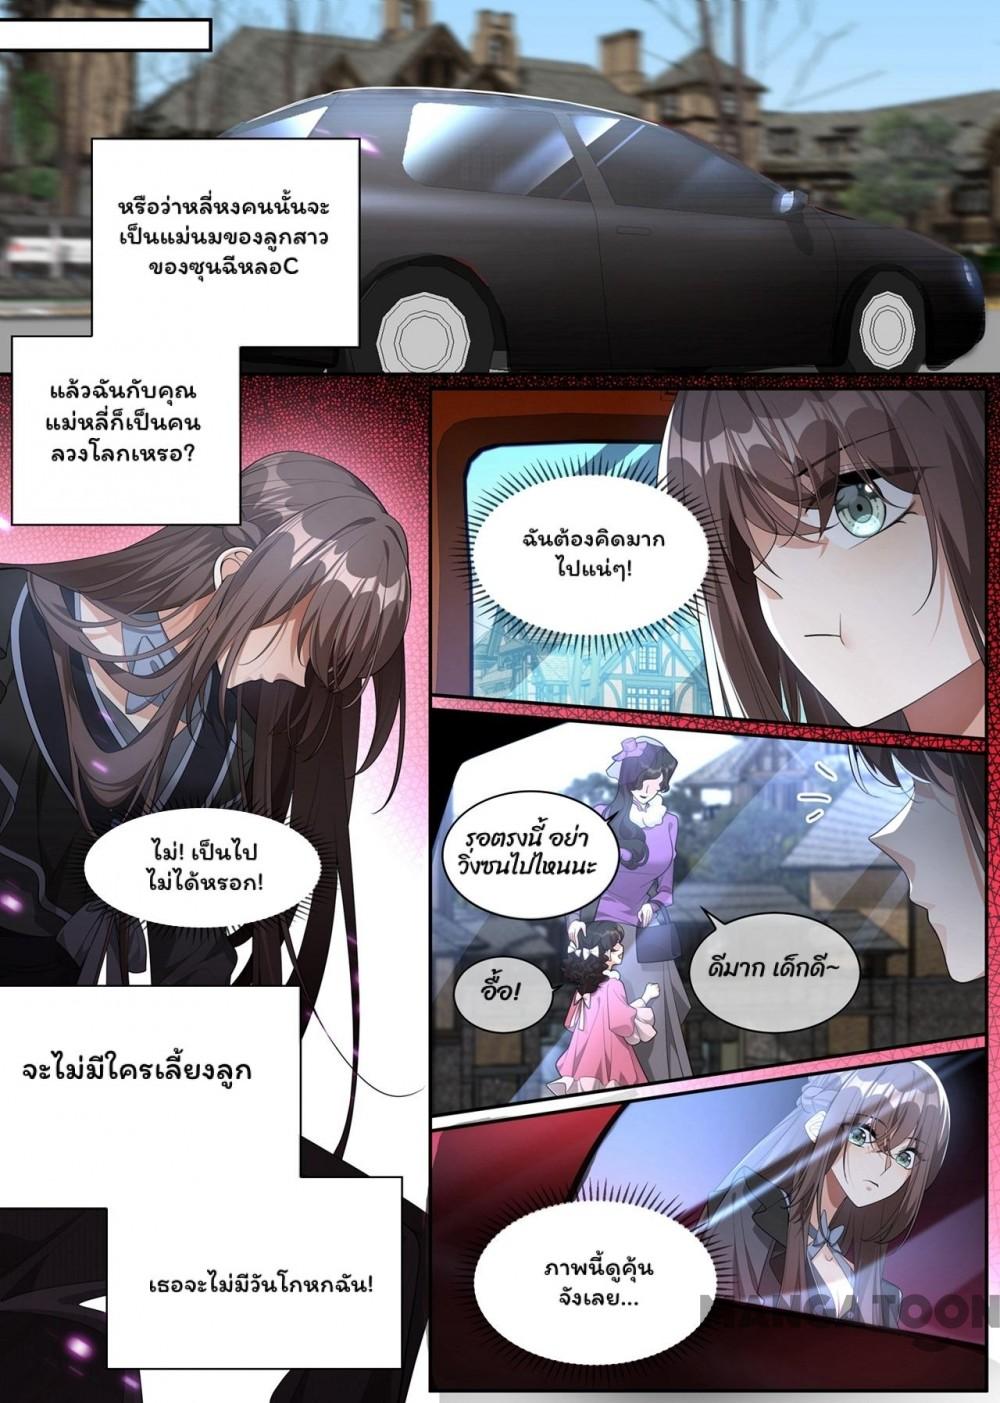 หรือว่าหลี่หงคนนั้นจะ
เป็นแม่นมของลูกสาว
ของซุนฉีหลอC
แล้วฉันกับคุณ
แม่หลี่ก็เป็นคน
ลวงโลกเหรอ?
ฉันต้องคิดมาก
ไปแน่ๆ!
ไม่! เป็นไป
ไม่ได้หรอก!
รอตรงนี้ อย่า
วิ่งซนไปไหนนะ
อื้อ!
ดีมาก เด็กดี~
จะไม่มีใครเลี้ยงลูก
เธอจะไม่มีวันโกหกฉัน!
ภาพนี้ดูคุ้น
จังเลย...
MANGATOON